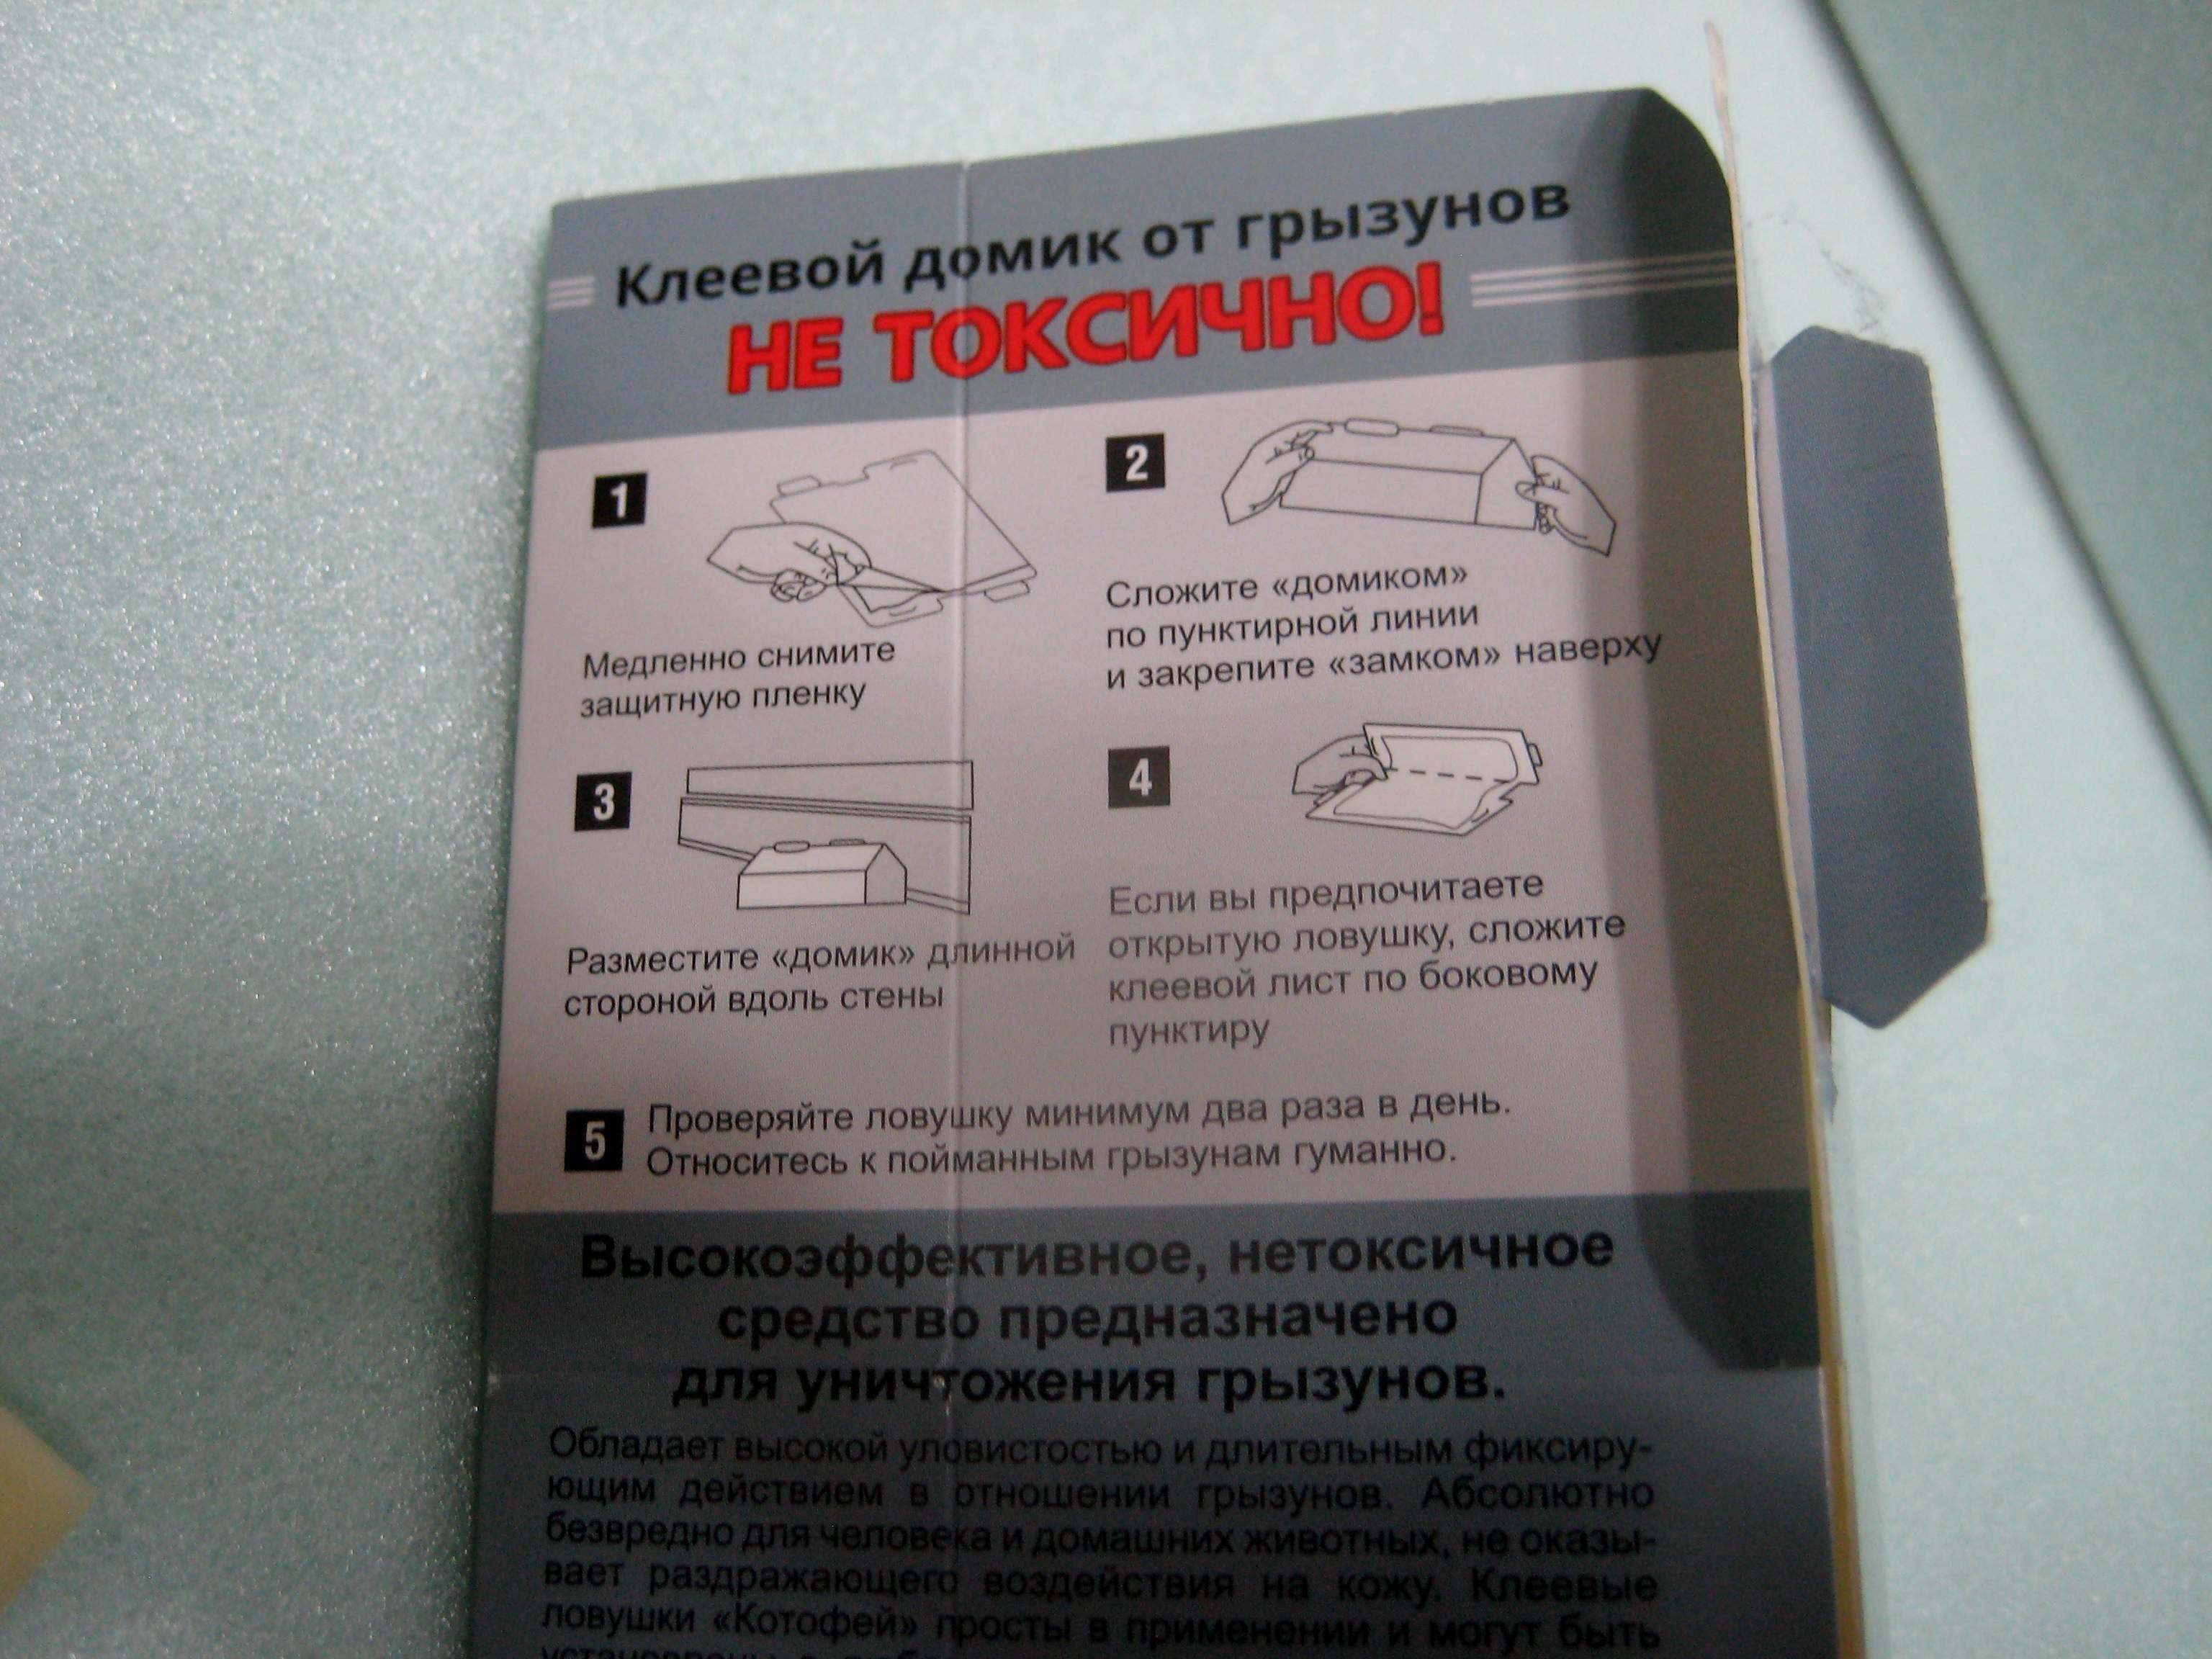 Клеевой домик от грызунов
НЕ ТОКСИЧНО!
1
Медленно снимите
защитную пленку
2
Сложите «домиком»
по пунктирной линии
и закрепите «замком» наверху
3
Разместите «домик» длинной
стороной вдоль стены
4
Если вы предпочитаете
открытую ловушку, сложите
клеевой лист по боковому
пунктиру
5
Проверяйте ловушку минимум два раза в день.
Относитесь к пойманным грызунам гуманно.
Высокоэффективное, нетоксичное
средство предназначено
для уничтожения грызунов.
Обладает высокой уловистостью и длительным фиксиру-
ющим действием в отношении грызунов. Абсолютно
безвредно для человека и домашних животных, не оказы-
вает раздражающего воздействия на кожу. Клеевые
ловушки «Котофей» просты в применении и могут быть